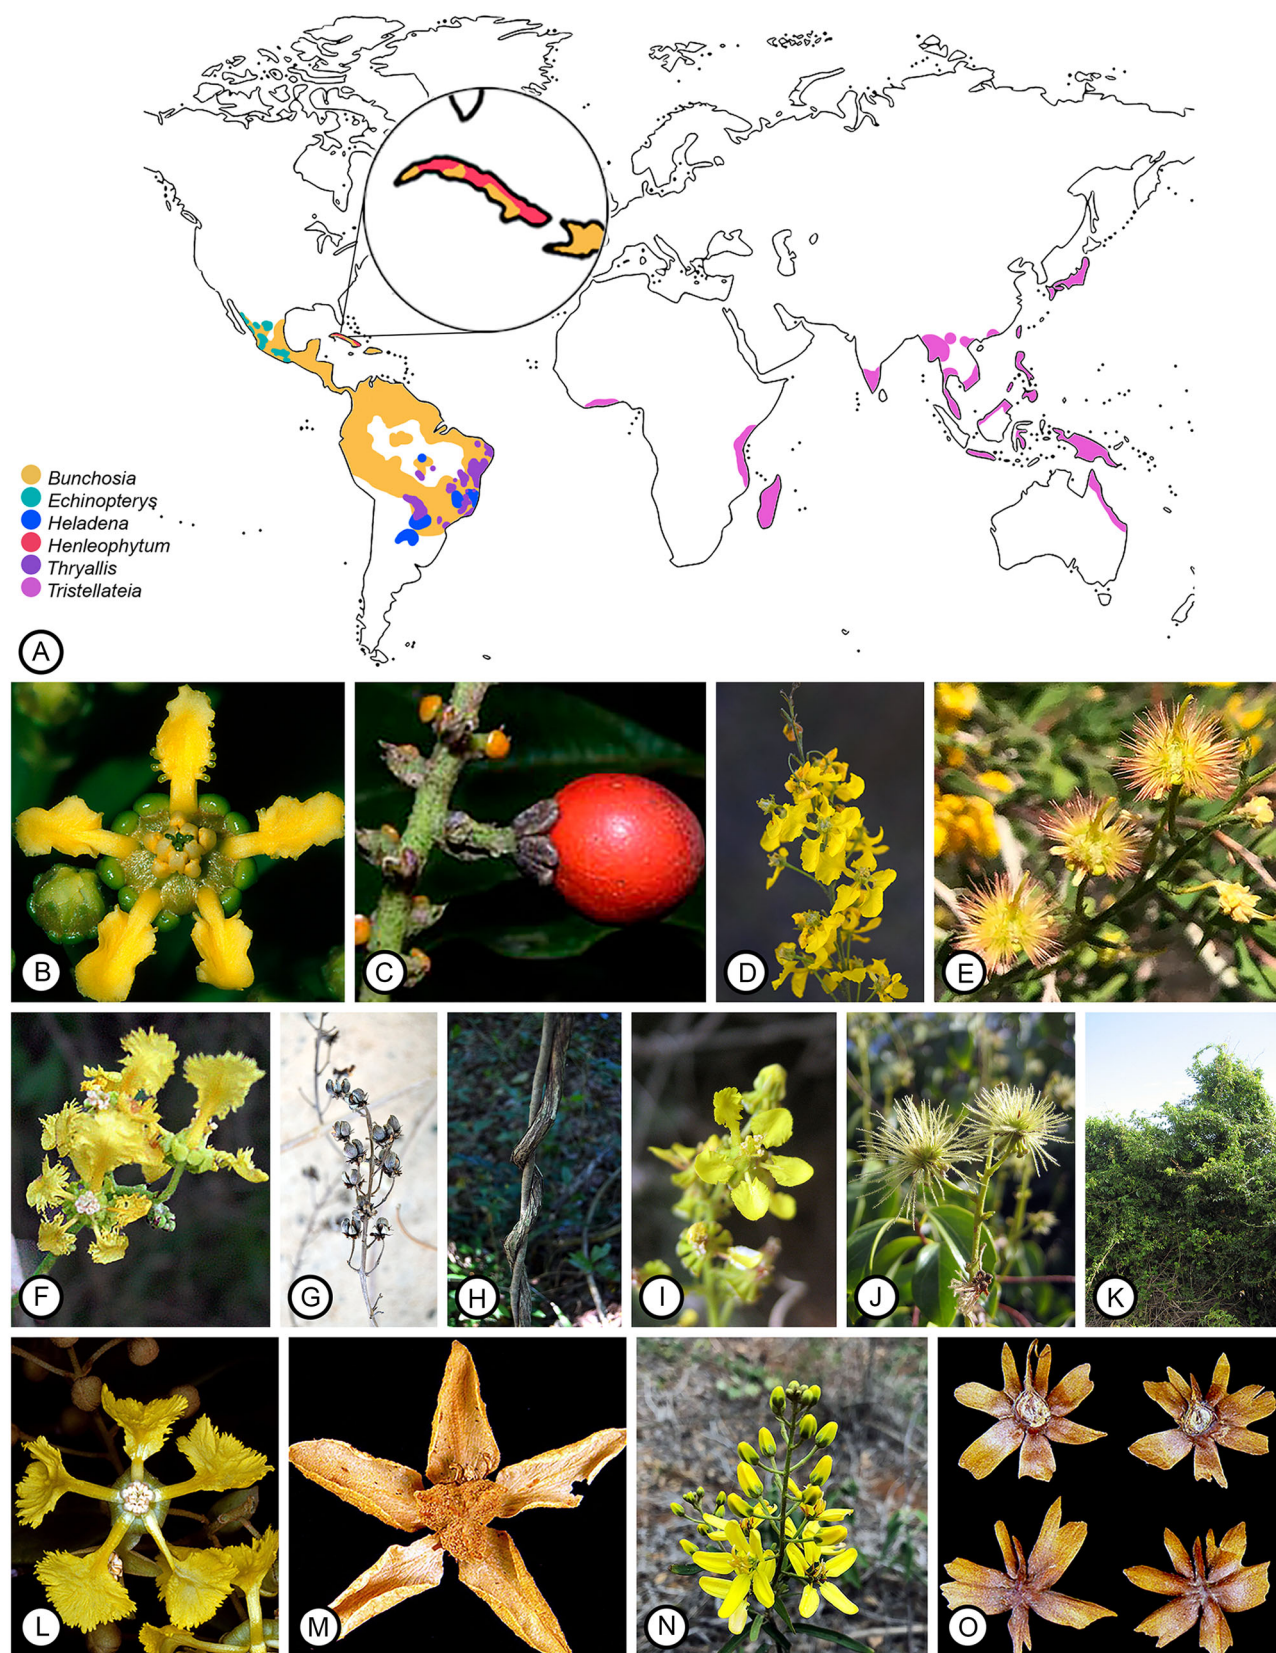 Bunchosia
Echinopterys
Heladena
Henleophytum
Thryallis
Tristellateia
A
B
C
D
E
F
G
H
I
J
K
L
M
N
O